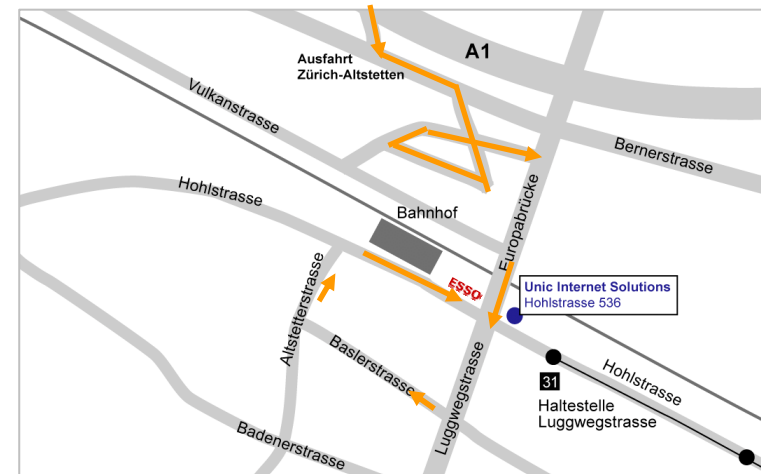 A1
Ausfahrt
Zürich-Altstetten
Vulkanstrasse
Bernerstrasse
Hohlstrasse
Bahnhof
Europabrücke
ESSO
Unic Internet Solutions
Hohlstrasse 536
Altstetterstrasse
Baslerstrasse
Luggwegstrasse
Hohlstrasse
31
Haltestelle
Luggwegstrasse
Badenerstrasse